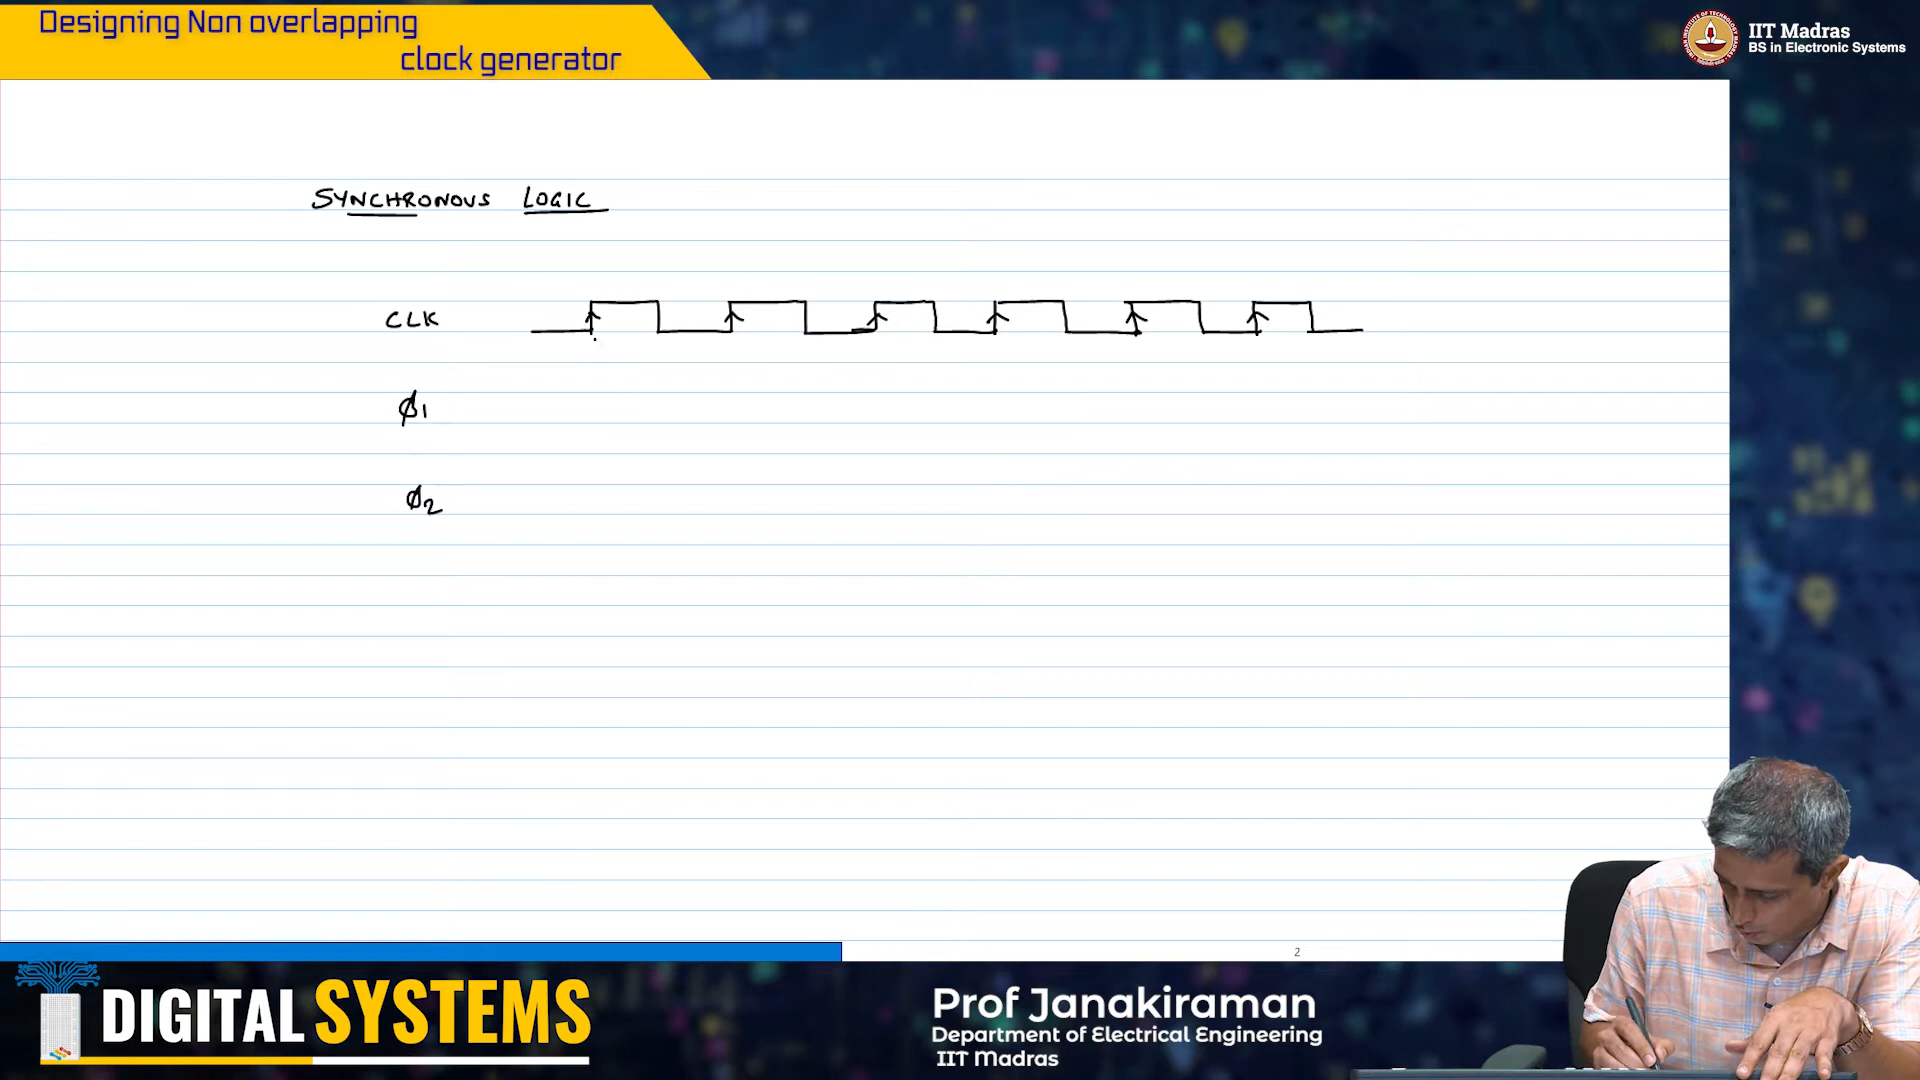 Designing Non overlapping
clock generator
IIT Madras
BS in Electronic Systems
SYNCHRONOUS LOGIC
CLK
ϕ1
ϕ2
2
DIGITAL SYSTEMS
Prof Janakiraman
Department of Electrical Engineering
IIT Madras